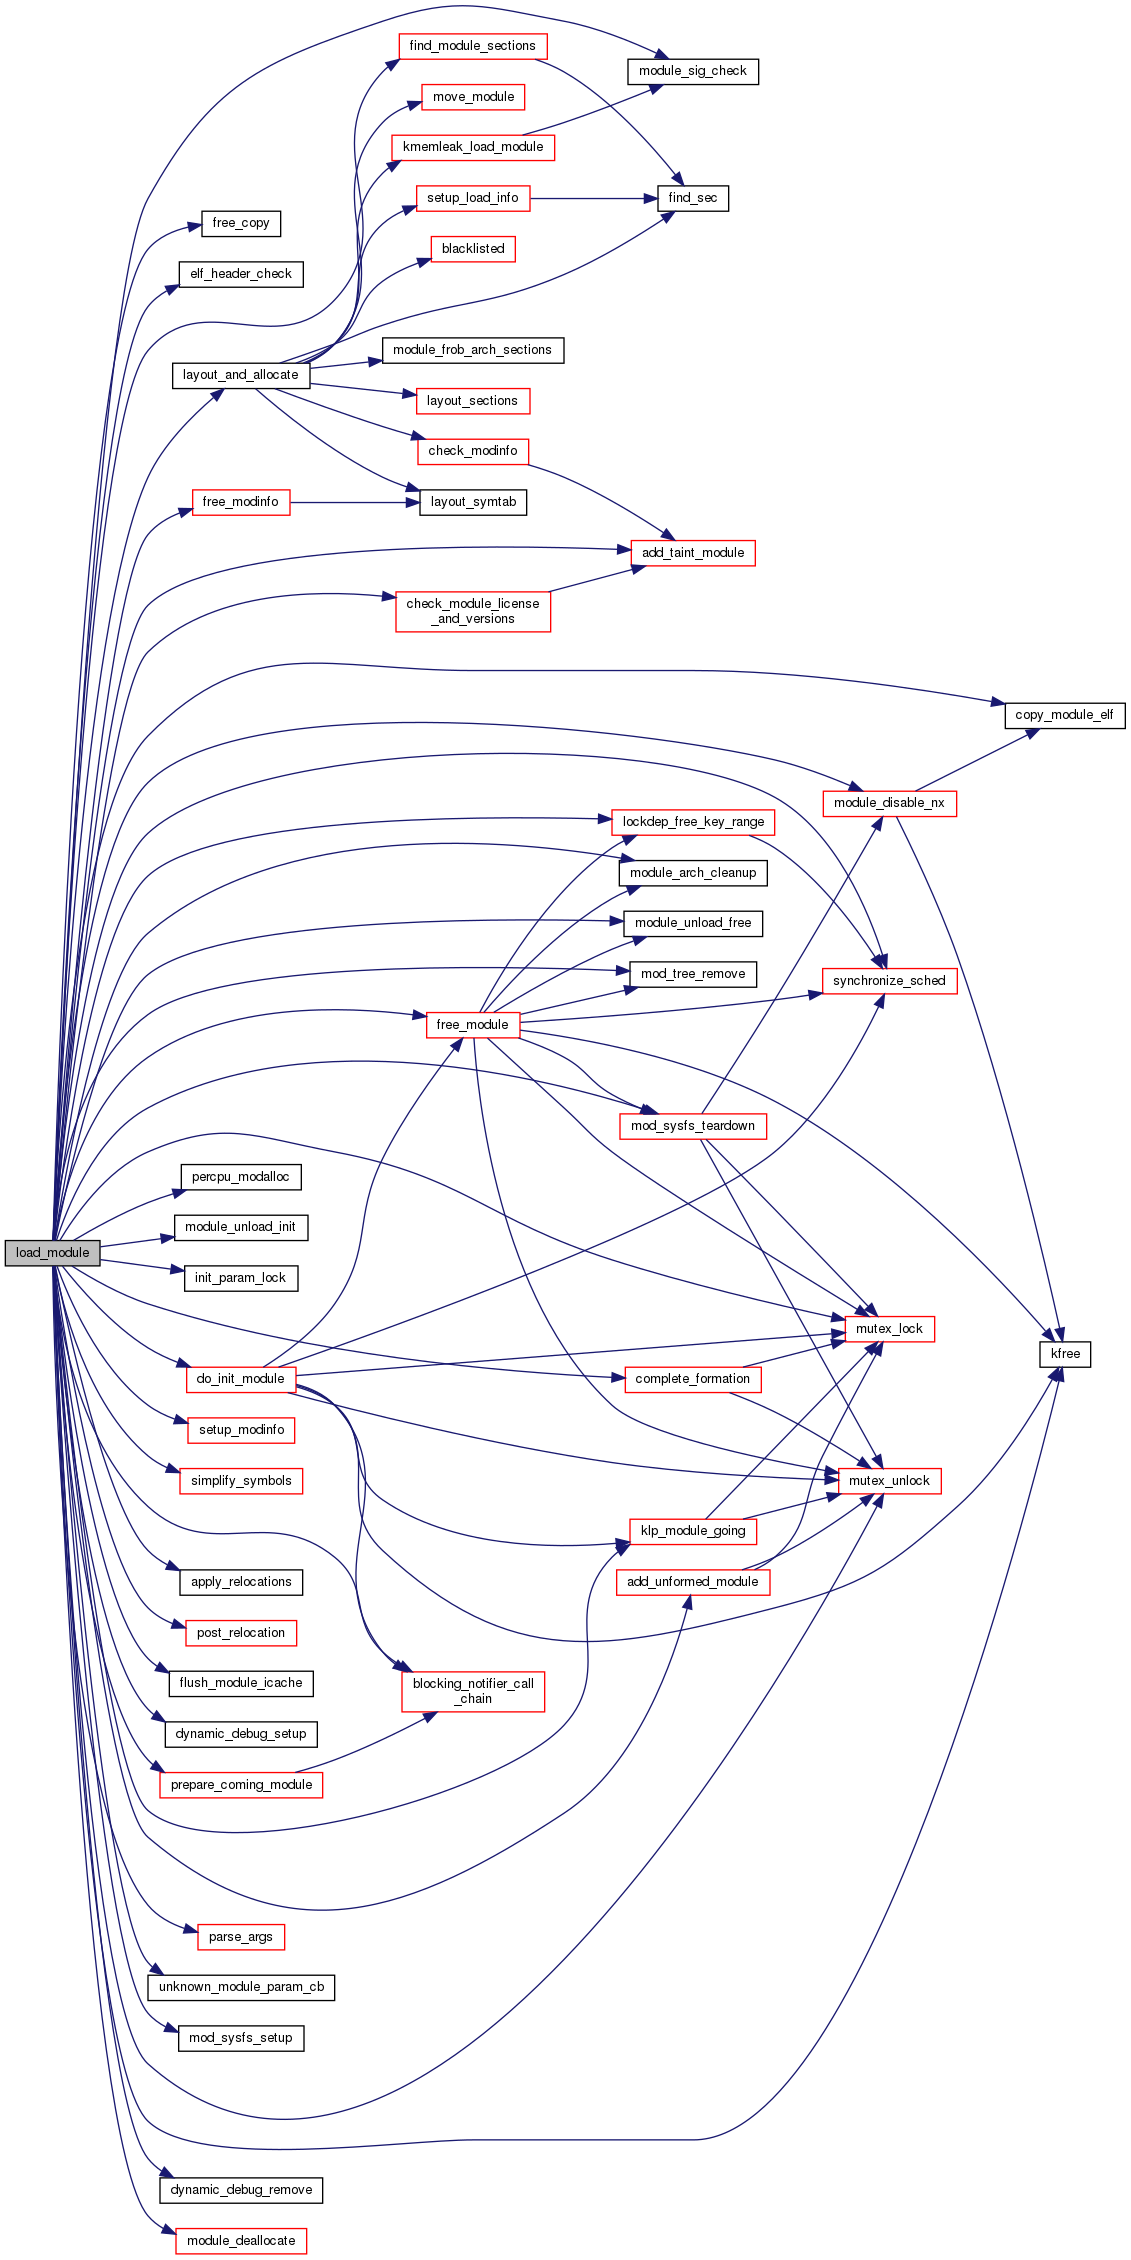 find_module_sections
module_sig_check
move_module
kmemleak_load_module
setup_load_info
find_sec
free_copy
blacklisted
elf_header_check
module_frob_arch_sections
layout_and_allocate
layout_sections
check_modinfo
free_modinfo
layout_symtab
add_taint_module
check_module_license
_and_versions
copy_module_elf
module_disable_nx
lockdep_free_key_range
module_arch_cleanup
module_unload_free
mod_tree_remove
synchronize_sched
free_module
mod_sysfs_teardown
percpu_modalloc
module_unload_init
load_module
init_param_lock
mutex_lock
kfree
do_init_module
complete_formation
setup_modinfo
simplify_symbols
mutex_unlock
klp_module_going
apply_relocations
add_unformed_module
post_relocation
flush_module_icache
blocking_notifier_call
_chain
dynamic_debug_setup
prepare_coming_module
parse_args
unknown_module_param_cb
mod_sysfs_setup
dynamic_debug_remove
module_deallocate